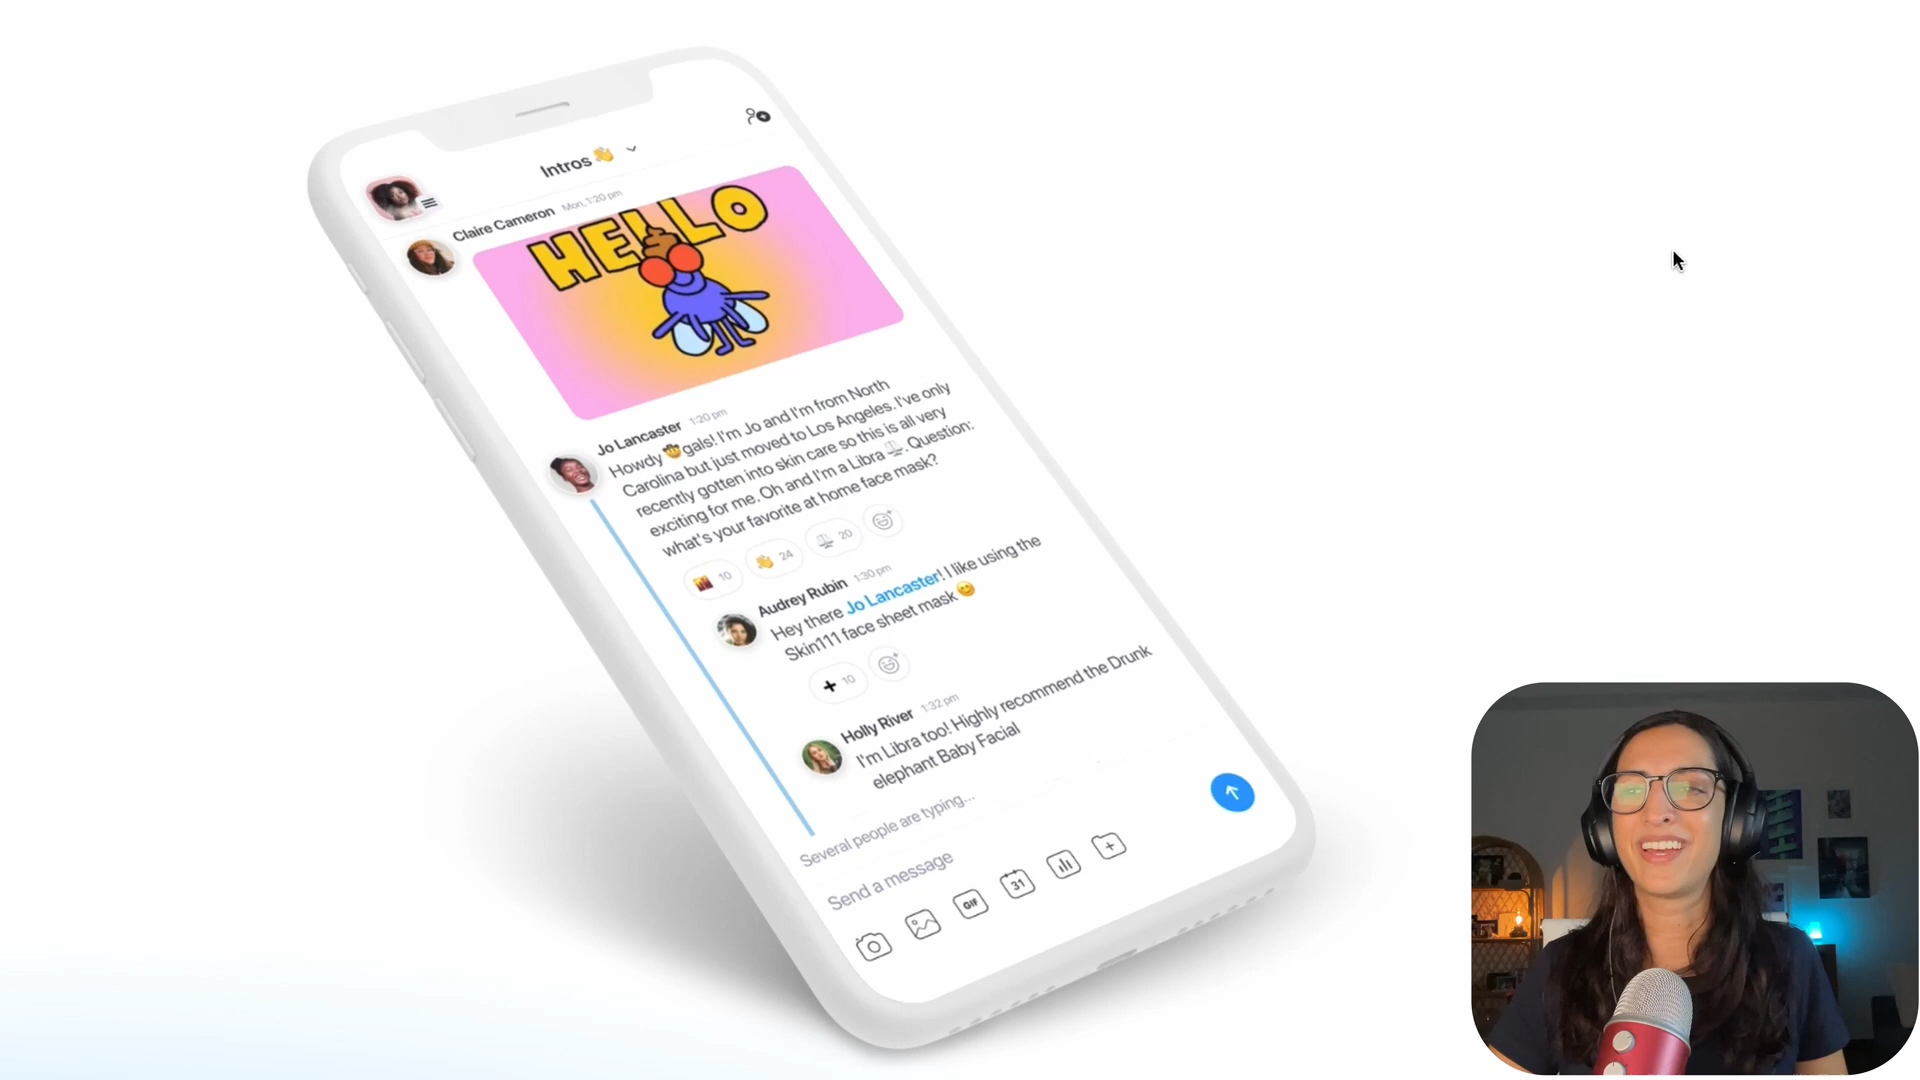 Intros 👋
Claire Cameron Mon, 1:20 pm
HELLO
Jo Lancaster 1:20 pm
Howdy 🤠 gals! I'm Jo and I'm from North
Carolina but just moved to Los Angeles. I've only
recently gotten into skin care so this is all very
exciting for me. Oh and I'm a Libra ⚖️. Question:
what's your favorite at home face mask?
10 👋 24 ⚖️ 20
Audrey Rubin 1:30 pm
Hey there Jo Lancaster! I like using the
Skin111 face sheet mask 😊
+ 10
Holly River 1:32 pm
I'm Libra too! Highly recommend the Drunk
elephant Baby Facial
Several people are typing...
Send a message
GIF
31